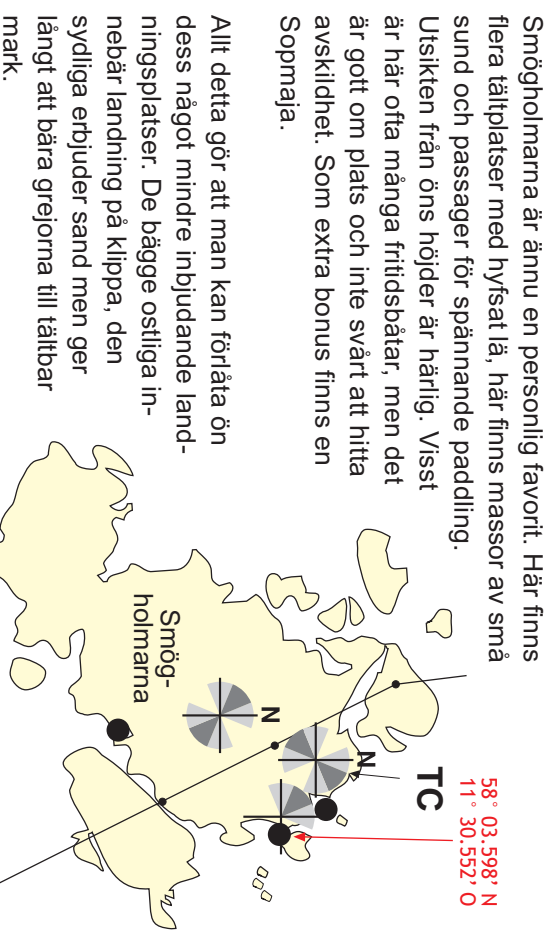 Smögholmarna är ännu en personlig favorit. Här finns
flera tältplatser med hyfsat lä, här finns massor av små
sund och passager för spännande paddling.
Utsikten från öns höjder är härlig. Visst
är här ofta många fritidsbåtar, men det
är gott om plats och inte svårt att hitta
avskildhet. Som extra bonus finns en
Sopmaja.
Allt detta gör att man kan förlåta ön
dess något mindre inbjudande land-
ningsplatser. De bägge ostliga in-
nebär landning på klippa, den
sydliga erbjuder sand men ger
långt att bära grejorna till tältbar
mark.
58° 03.598' N
11° 30.552' O
TC
N
N
Smög-
holmarna